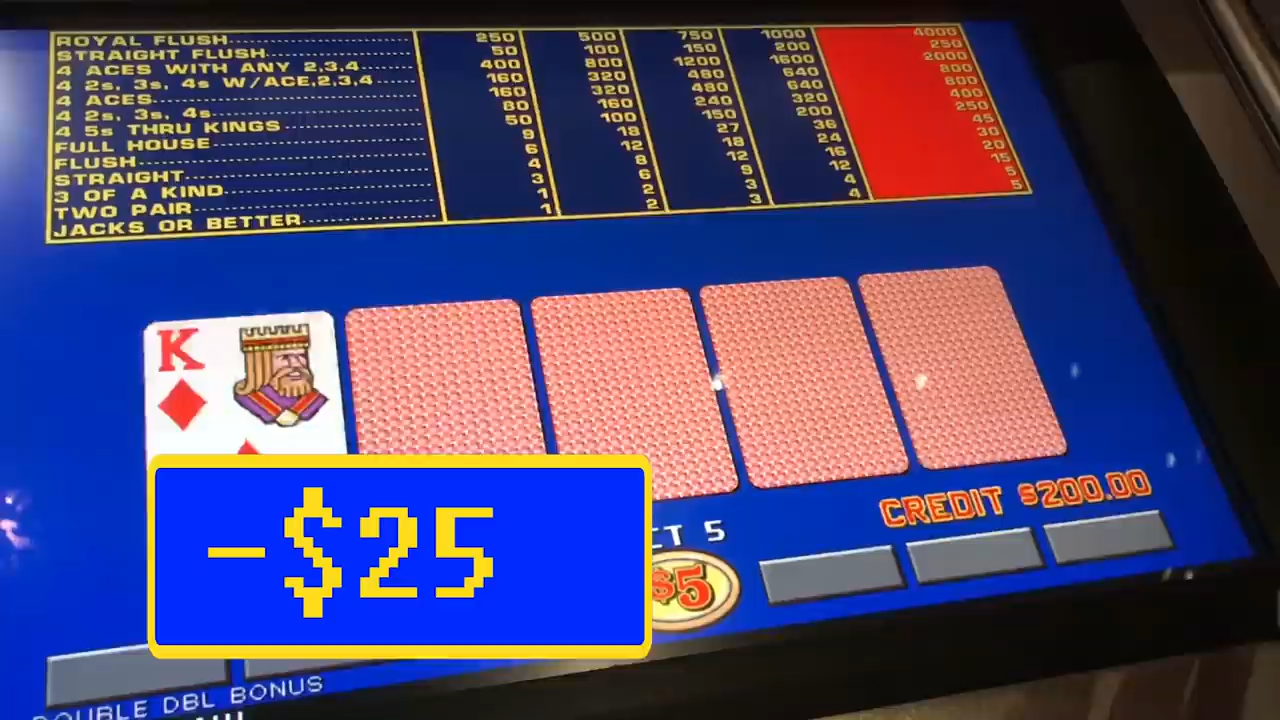 ROYAL FLUSH 250 500 750 1000 4000
STRAIGHT FLUSH 50 100 150 200 250
4 ACES WITH ANY 2,3,4 400 800 1200 1600 2000
4 2s, 3s, 4s W/ACE,2,3,4 160 320 480 640 800
4 ACES 160 320 480 640 800
4 2s, 3s, 4s 80 160 240 320 400
4 5s THRU KINGS 50 100 150 200 250
FULL HOUSE 9 18 27 36 45
FLUSH 6 12 18 24 30
STRAIGHT 4 8 12 16 20
3 OF A KIND 3 6 9 12 15
TWO PAIR 1 2 3 4 5
JACKS OR BETTER 1 2 3 4 5
K
CREDIT $200.00
5
$5
-$25
DOUBLE DBL BONUS